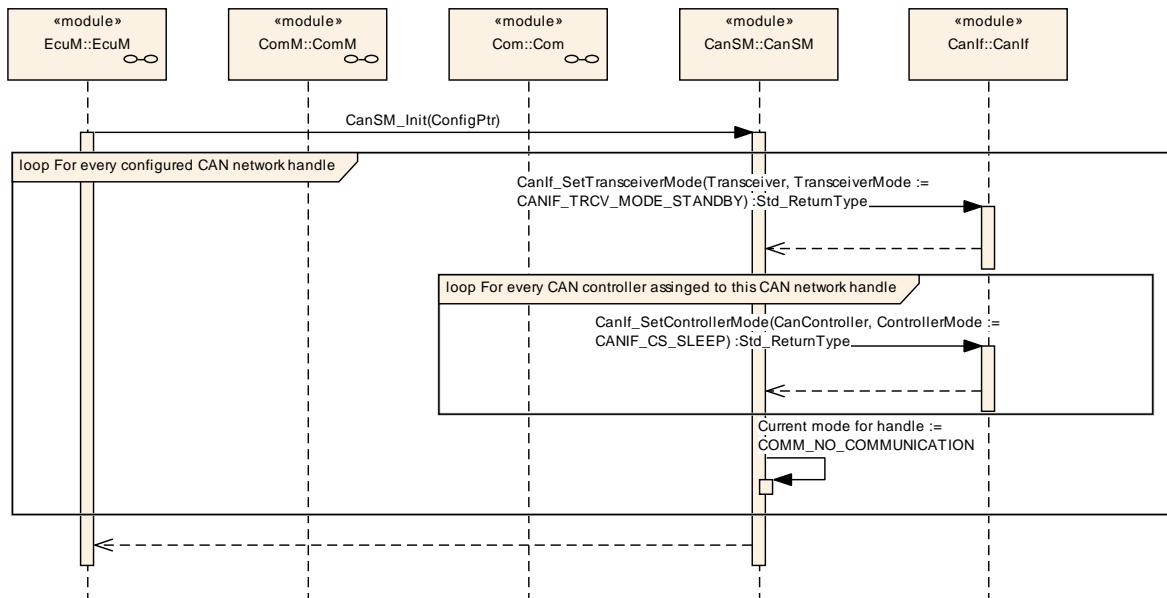 «module»
EcuM::EcuM
«module»
ComM::ComM
«module»
Com::Com
«module»
CanSM::CanSM
«module»
CanIf::CanIf
CanSM_Init(ConfigPtr)
loop For every configured CAN network handle
CanIf_SetTransceiverMode(Transceiver, TransceiverMode :=
CANIF_TRCV_MODE_STANDBY) :Std_ReturnType
loop For every CAN controller assinged to this CAN network handle
CanIf_SetControllerMode(CanController, ControllerMode :=
CANIF_CS_SLEEP) :Std_ReturnType
Current mode for handle :=
COMM_NO_COMMUNICATION